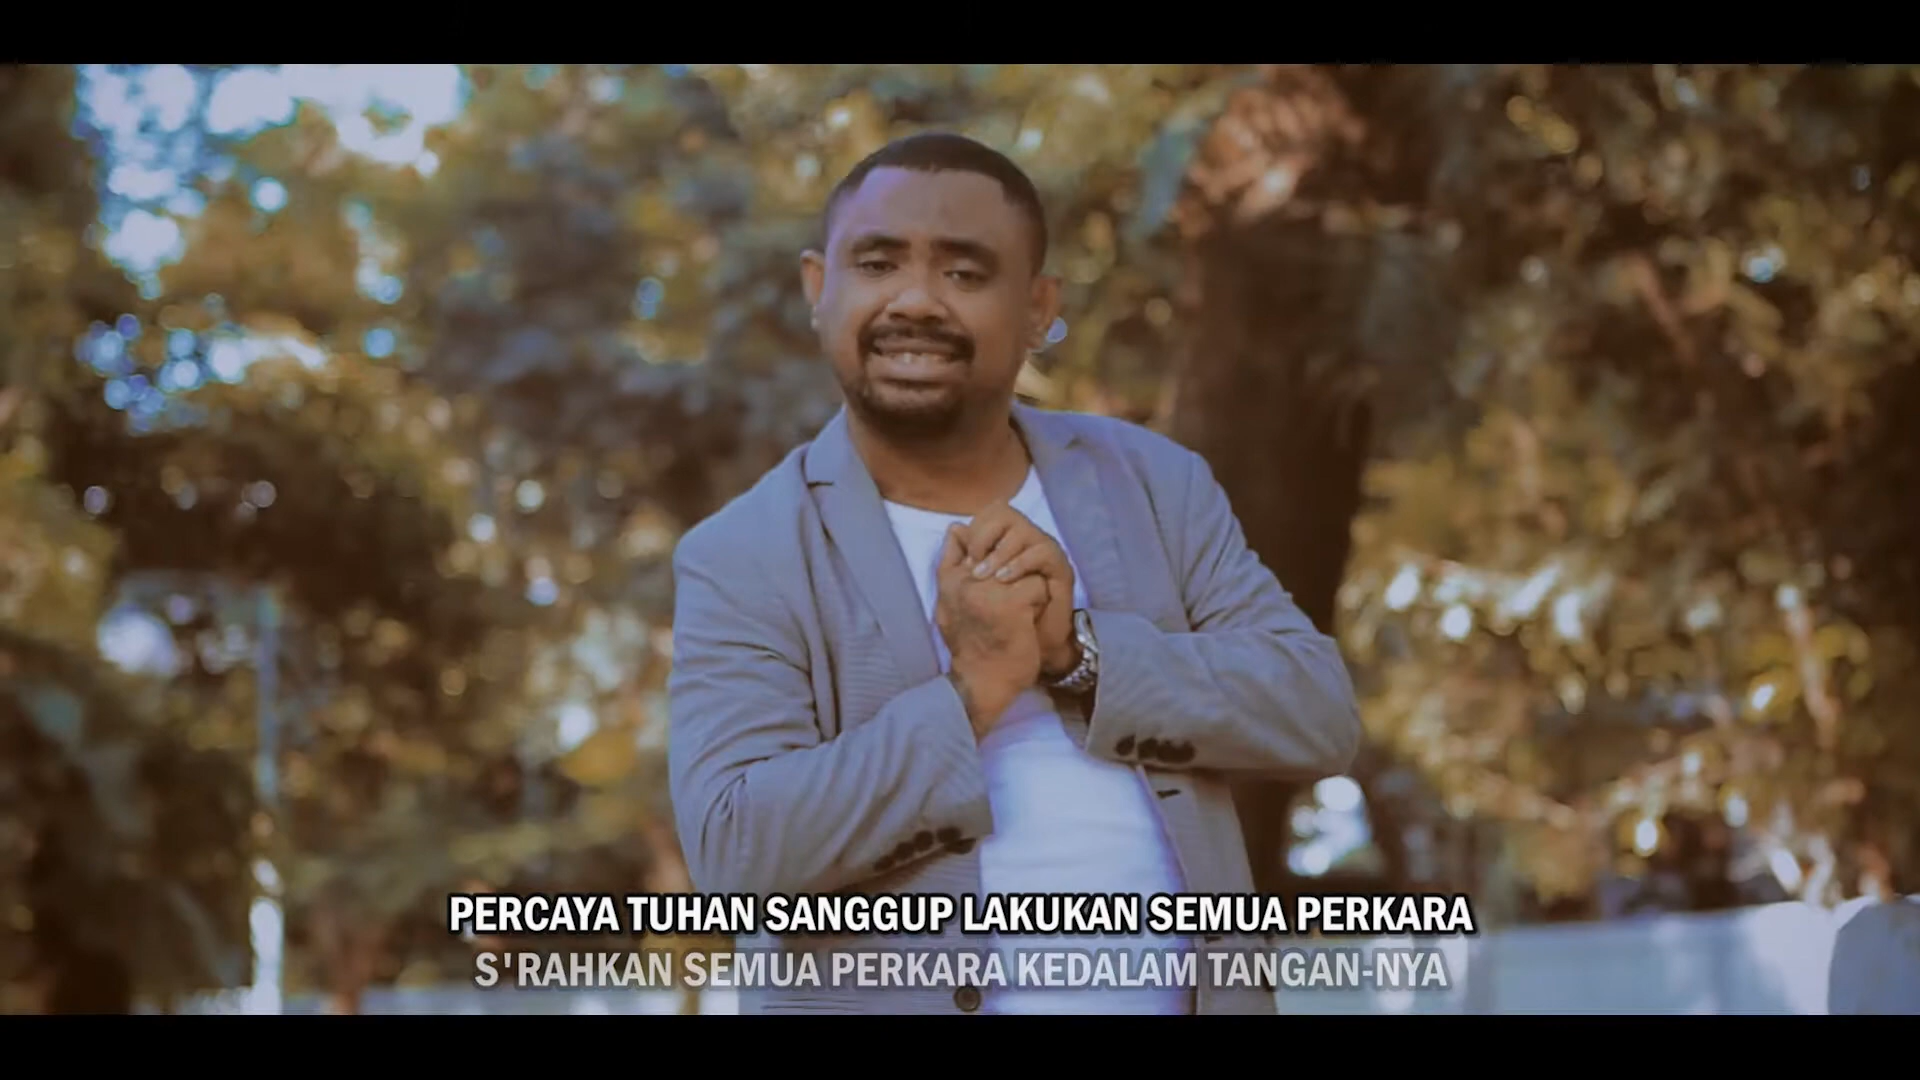 PERCAYA TUHAN SANGGUP LAKUKAN SEMUA PERKARA
S'RAHKAN SEMUA PERKARA KEDALAM TANGAN-NYA